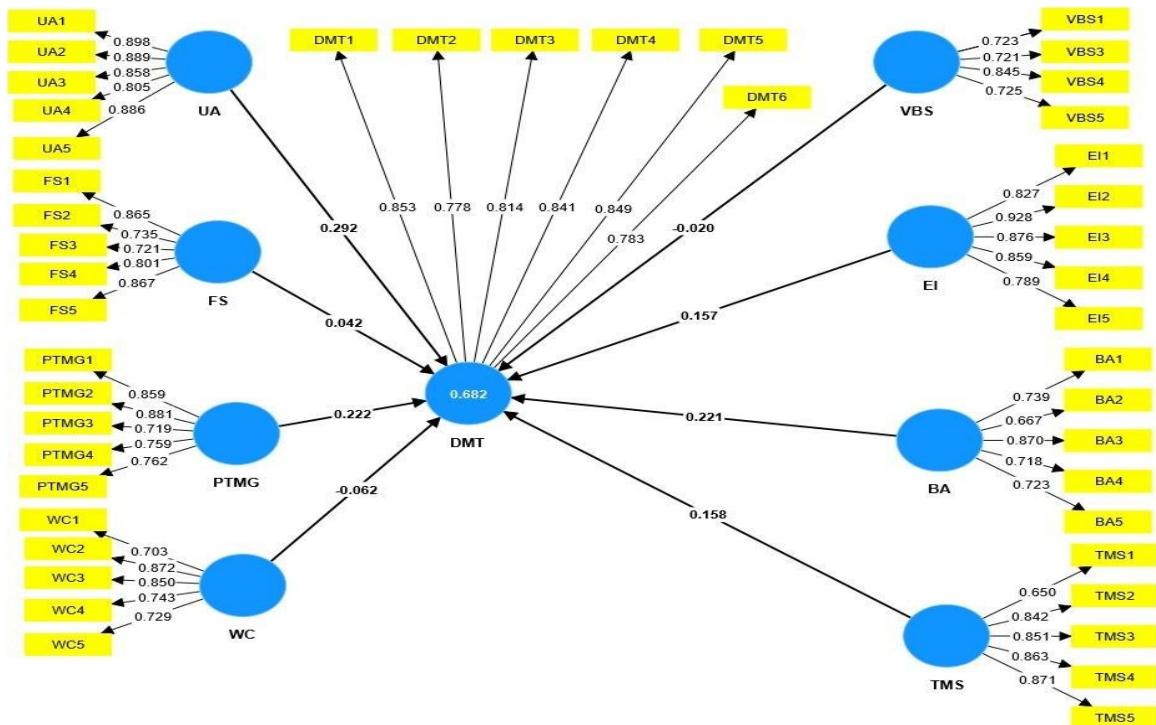 UA1
UA2
UA3
UA4
UA5
0.898
0.889
0.858
0.805
0.886
UA
FS1
FS2
FS3
FS4
FS5
0.865
0.735
0.721
0.801
0.867
FS
PTMG1
PTMG2
PTMG3
PTMG4
PTMG5
0.859
0.881
0.719
0.759
0.762
PTMG
WC1
WC2
WC3
WC4
WC5
0.703
0.872
0.850
0.743
0.729
WC
DMT1
DMT2
DMT3
DMT4
DMT5
DMT6
0.853
0.778
0.814
0.841
0.849
0.783
0.292
0.042
0.222
-0.062
0.682
DMT
-0.020
0.157
0.221
0.158
VBS
0.723
0.721
0.845
0.725
VBS1
VBS3
VBS4
VBS5
EI
0.827
0.928
0.876
0.859
0.789
EI1
EI2
EI3
EI4
EI5
BA
0.739
0.667
0.870
0.718
0.723
BA1
BA2
BA3
BA4
BA5
TMS
0.650
0.842
0.851
0.863
0.871
TMS1
TMS2
TMS3
TMS4
TMS5